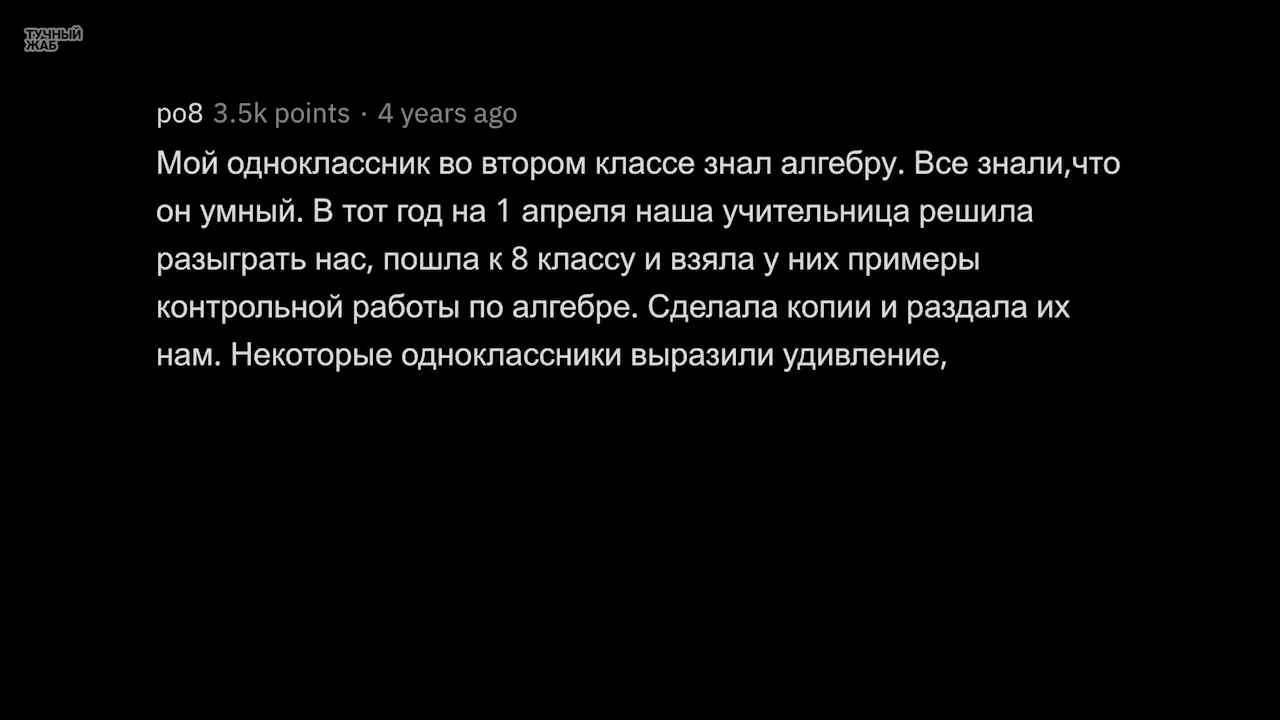 ТУЧНЫЙ
ЖАБ
po8 3.5k points · 4 years ago
Мой одноклассник во втором классе знал алгебру. Все знали,что
он умный. В тот год на 1 апреля наша учительница решила
разыграть нас, пошла к 8 классу и взяла у них примеры
контрольной работы по алгебре. Сделала копии и раздала их
нам. Некоторые одноклассники выразили удивление,